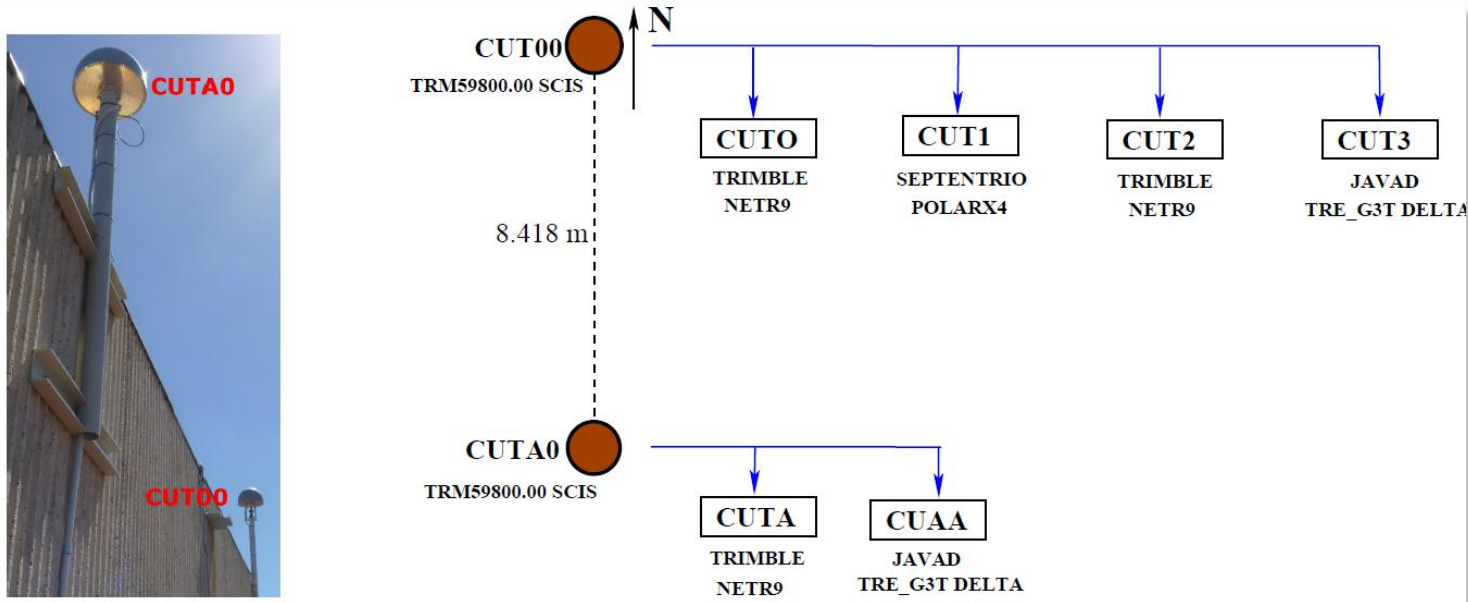 CUTA0
CUT00
N
CUT00
TRM59800.00 SCIS
CUTO
CUT1
CUT2
CUT3
TRIMBLE
NETR9
SEPTENTRIO
POLARX4
TRIMBLE
NETR9
JAVAD
TRE_G3T DELTA
8.418 m
CUTA0
TRM59800.00 SCIS
CUTA
CUAA
TRIMBLE
NETR9
JAVAD
TRE_G3T DELTA